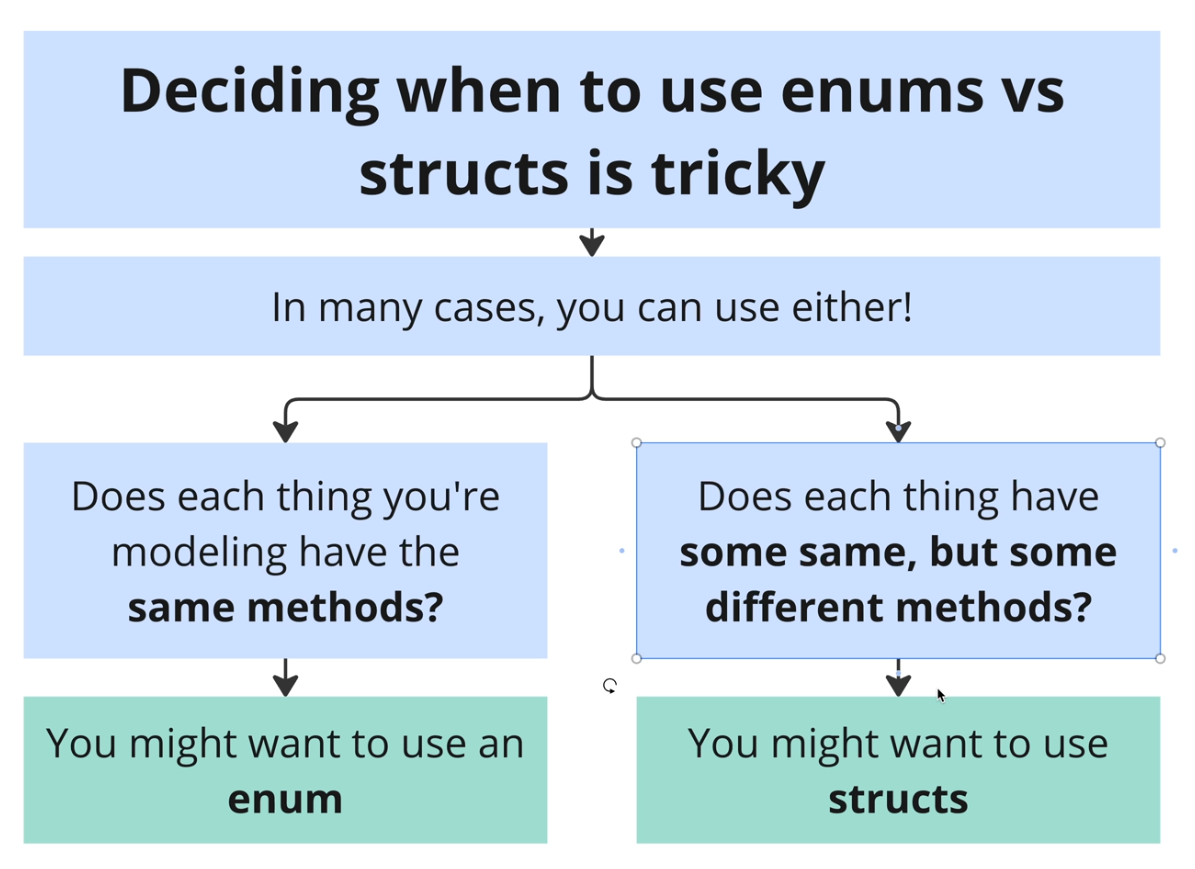 Deciding when to use enums vs
structs is tricky
In many cases, you can use either!
Does each thing you're
modeling have the
same methods?
Does each thing have
some same, but some
different methods?
You might want to use an
enum
You might want to use
structs